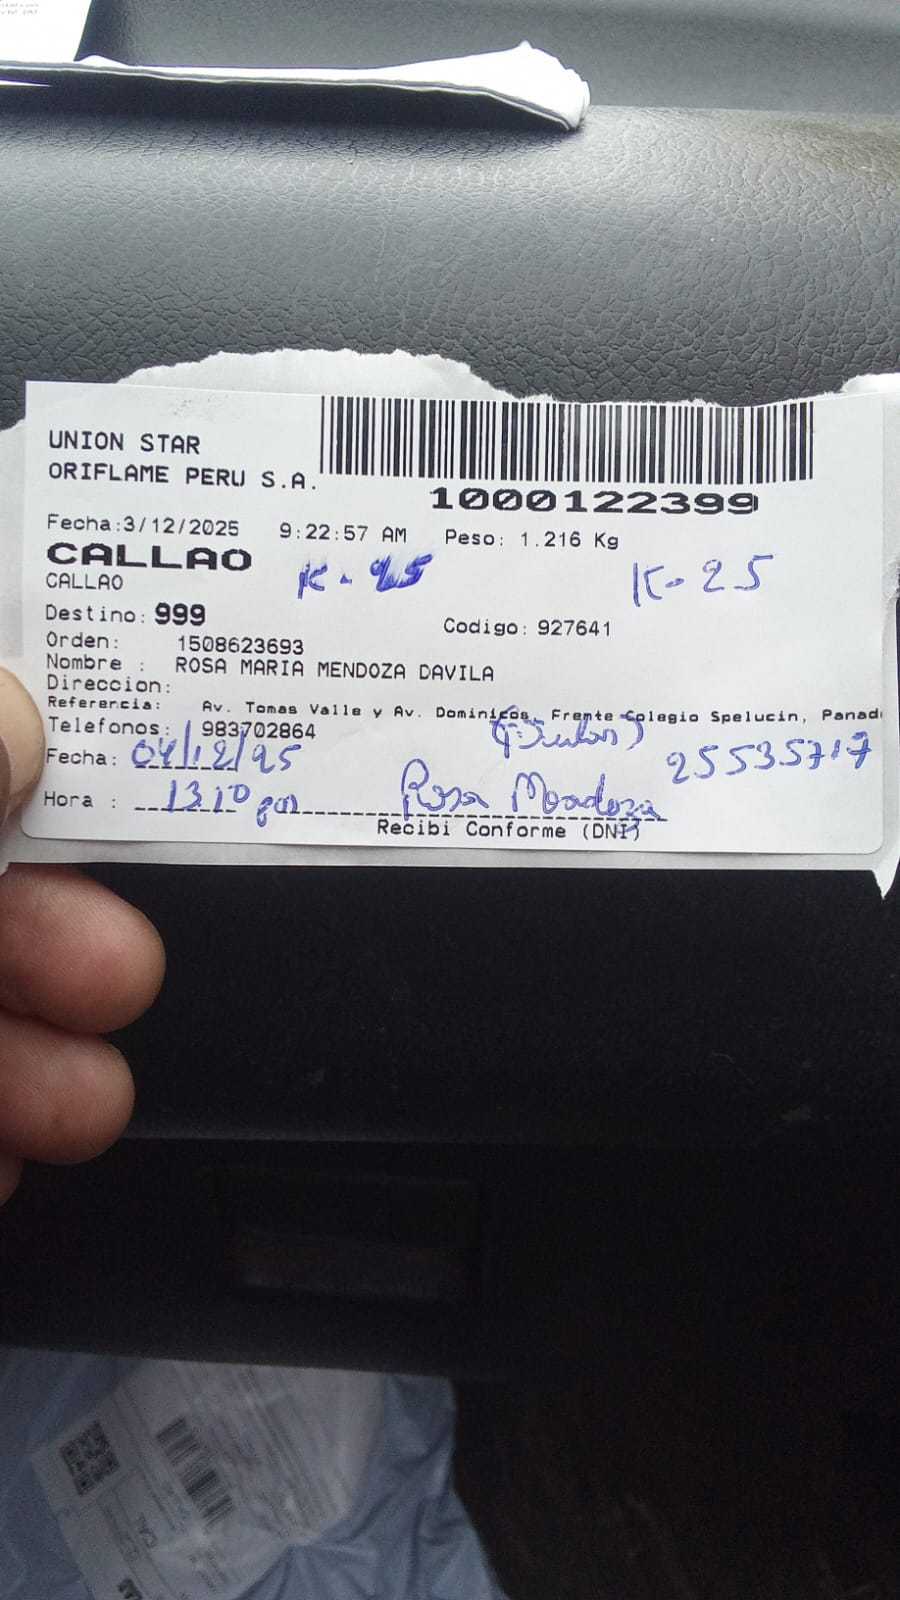 UNION STAR
ORIFLAME PERU S.A.
1000122399
Fecha:3/12/2025 9:22:57 AM Peso: 1.216 Kg
CALLAO
K-25 K-25
CALLAO
Destino: 999
Codigo: 927641
Orden: 1508623693
Nombre : ROSA MARIA MENDOZA DAVILA
Direccion:
Referencia: Av. Tomas Valle y Av. Dominicos. Frente Colegio Spelucin, Panad
Telefonos: 983702864
Fecha: 04/12/25 25535717
Hora : 13:10 Rosa Mendoza
Recibi Conforme (DNI)